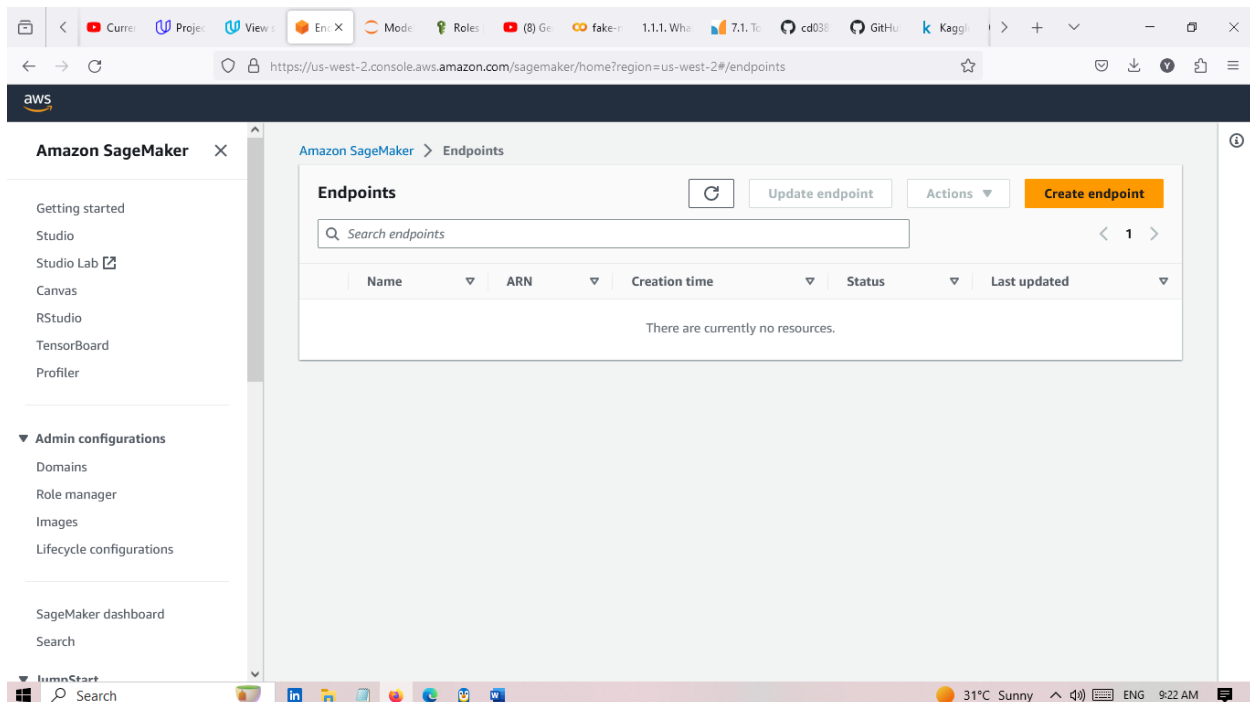 Curre Projec View s Enc Mode Roles (8) Ge fake-n 1.1.1. Wha 7.1. To cd038 GitHu Kaggl
https://us-west-2.console.aws.amazon.com/sagemaker/home?region=us-west-2#/endpoints
aws
Amazon SageMaker
Getting started
Studio
Studio Lab
Canvas
RStudio
TensorBoard
Profiler
Admin configurations
Domains
Role manager
Images
Lifecycle configurations
SageMaker dashboard
Search
JumpStart
Amazon SageMaker > Endpoints
Endpoints
Update endpoint
Actions
Create endpoint
Search endpoints
1
Name ARN Creation time Status Last updated
There are currently no resources.
Search
31°C Sunny ENG 9:22 AM